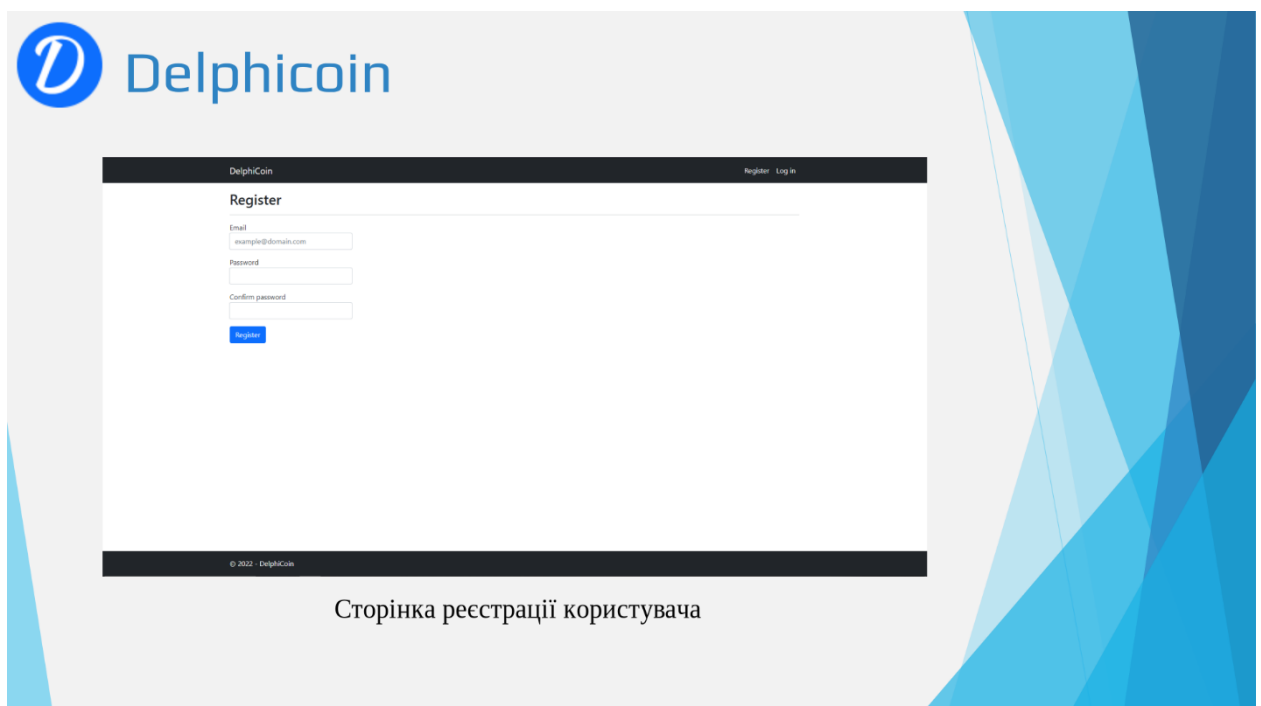 D Delphicoin
DelphiCoin Register Log in
Register
Email
example@domain.com
Password
Confirm password
Register
© 2022 - DelphiCoin
Сторінка реєстрації користувача